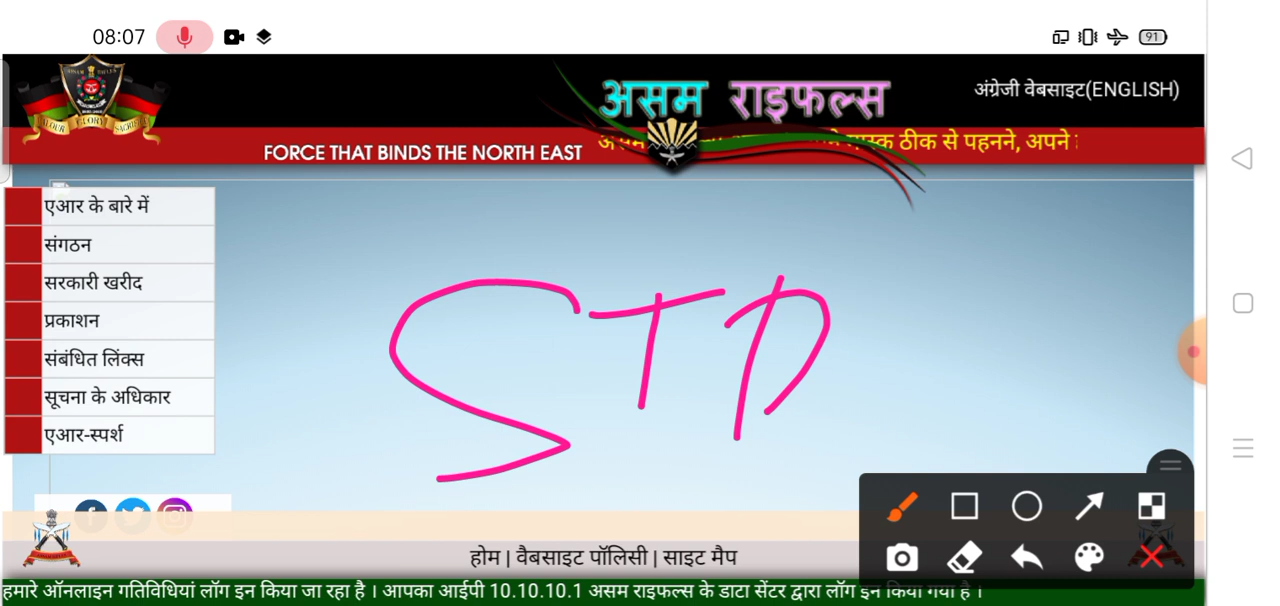 08:07
91
असम राइफल्स
अंग्रेजी वेबसाइट(ENGLISH)
FORCE THAT BINDS THE NORTH EAST
ठीक से पहनने, अपने
एआर के बारे में
संगठन
सरकारी खरीद
प्रकाशन
संबंधित लिंक्स
सूचना के अधिकार
एआर-स्पर्श
STD
होम | वैबसाइट पॉलिसी | साइट मैप
हमारे ऑनलाइन गतिविधियां लॉग इन किया जा रहा है । आपका आईपी 10.10.10.1 असम राइफल्स के डाटा सेंटर द्वारा लॉग इन किया गया है ।